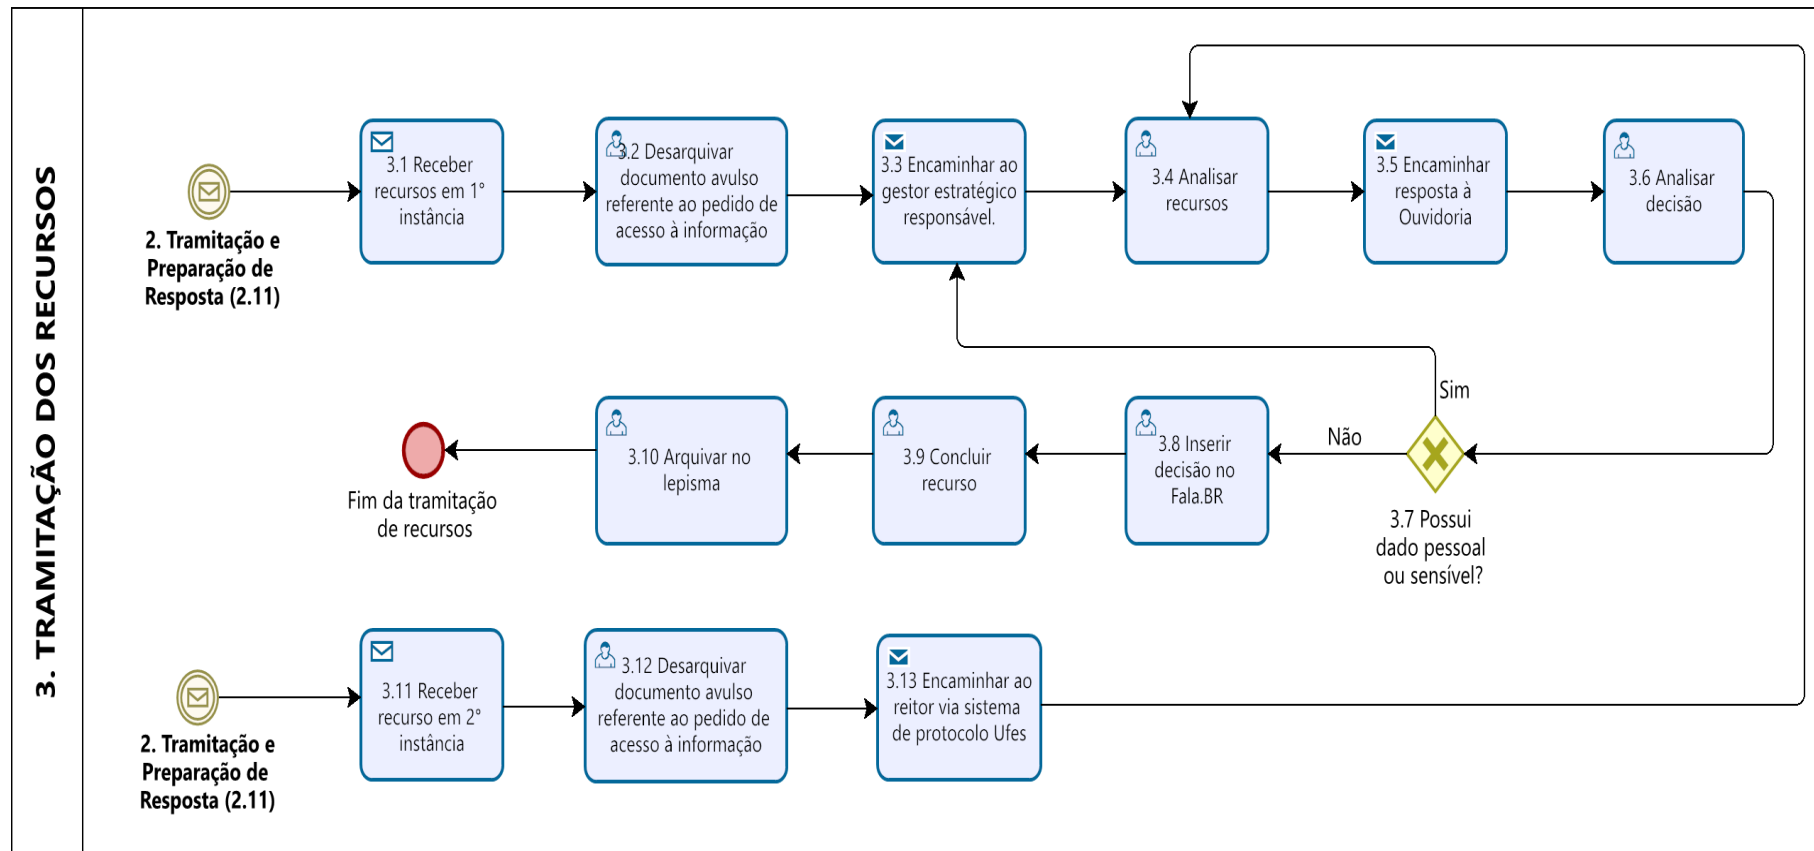 3. TRAMITAÇÃO DOS RECURSOS
2. Tramitação e
Preparação de
Resposta (2.11)
3.1 Receber
recursos em 1°
instância
3.2 Desarquivar
documento avulso
referente ao pedido de
acesso à informação
3.3 Encaminhar ao
gestor estratégico
responsável.
3.4 Analisar
recursos
3.5 Encaminhar
resposta à
Ouvidoria
3.6 Analisar
decisão
Sim
Não
3.7 Possui
dado pessoal
ou sensível?
3.8 Inserir
decisão no
Fala.BR
3.9 Concluir
recurso
3.10 Arquivar no
lepisma
Fim da tramitação
de recursos
2. Tramitação e
Preparação de
Resposta (2.11)
3.11 Receber
recurso em 2°
instância
3.12 Desarquivar
documento avulso
referente ao pedido de
acesso à informação
3.13 Encaminhar ao
reitor via sistema
de protocolo Ufes